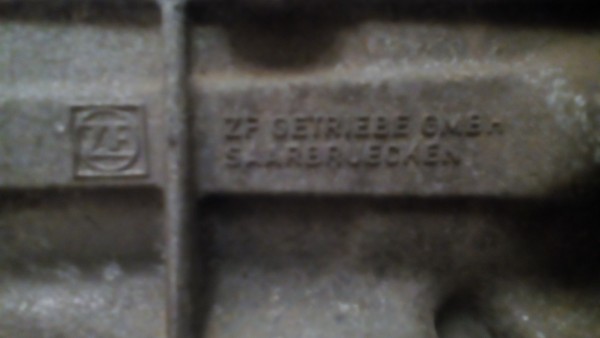 ZF
ZF GETRIEBE GMBH
SAARBRUECKEN